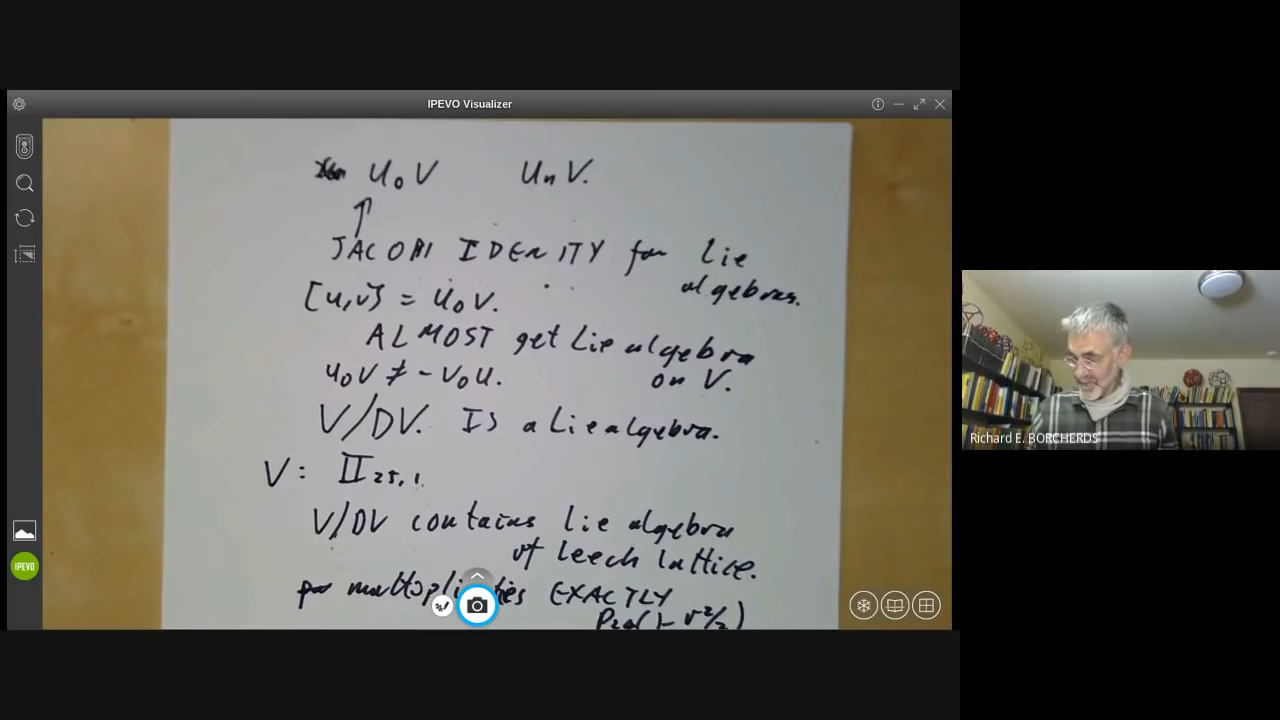 IPEVO Visualizer
u₀v uₙv.
↑
JACOBI IDENTITY for Lie
algebras.
[u,v] = u₀v.
ALMOST get Lie algebra
u₀v ≠ -v₀u. on V.
V/DV. Is a Lie algebra.
V: II₂₅,₁.
V/DV contains Lie algebra
of Leech lattice.
EXACTLY
Richard E. BORCHERDS
IPEVO